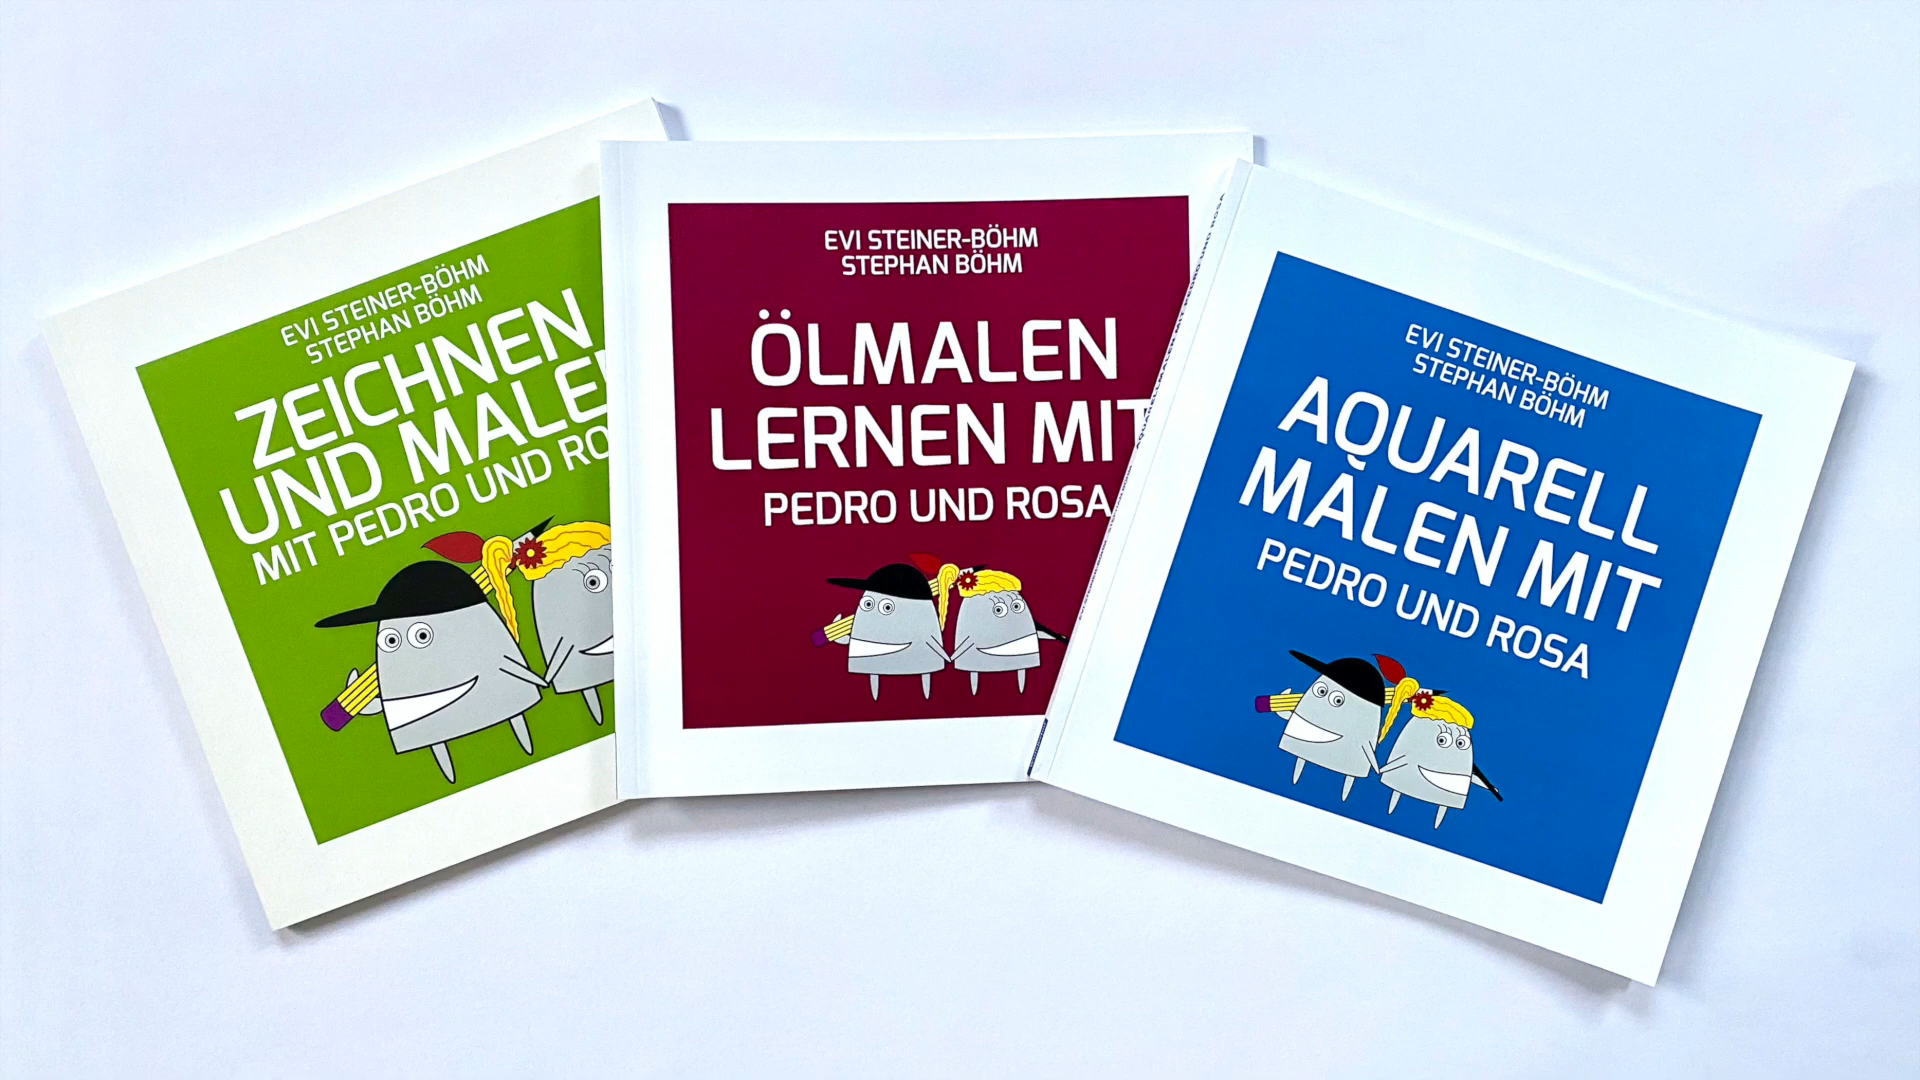 EVI STEINER-BÖHM
STEPHAN BÖHM
ZEICHNEN
UND MALE
MIT PEDRO UND RO
EVI STEINER-BÖHM
STEPHAN BÖHM
ÖLMALEN
LERNEN MIT
PEDRO UND ROSA
EVI STEINER-BÖHM
STEPHAN BÖHM
AQUARELL
MALEN MIT
PEDRO UND ROSA